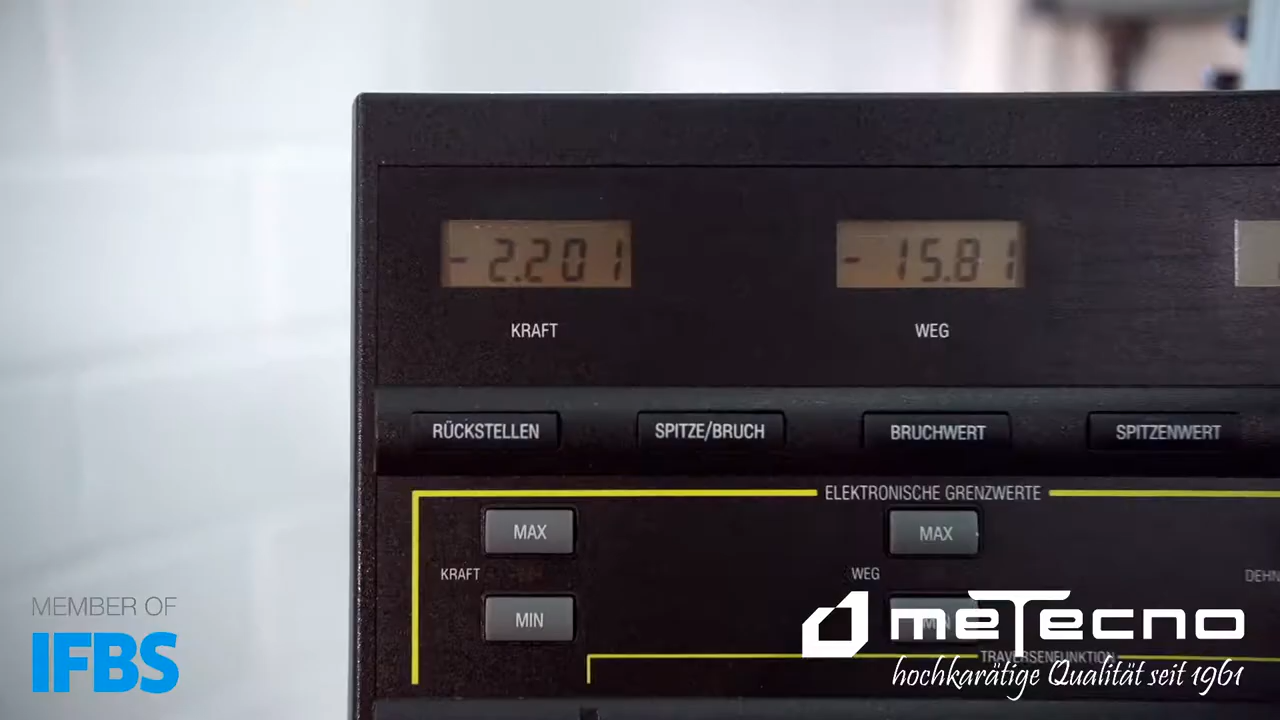 - 2.201
- 15.81
KRAFT
WEG
RÜCKSTELLEN
SPITZE/BRUCH
BRUCHWERT
SPITZENWERT
ELEKTRONISCHE GRENZWERTE
MAX
MAX
KRAFT
WEG
MIN
MIN
TRAVERSENFUNKTION
MEMBER OF
IFBS
meTecno
hochkarätige Qualität seit 1961